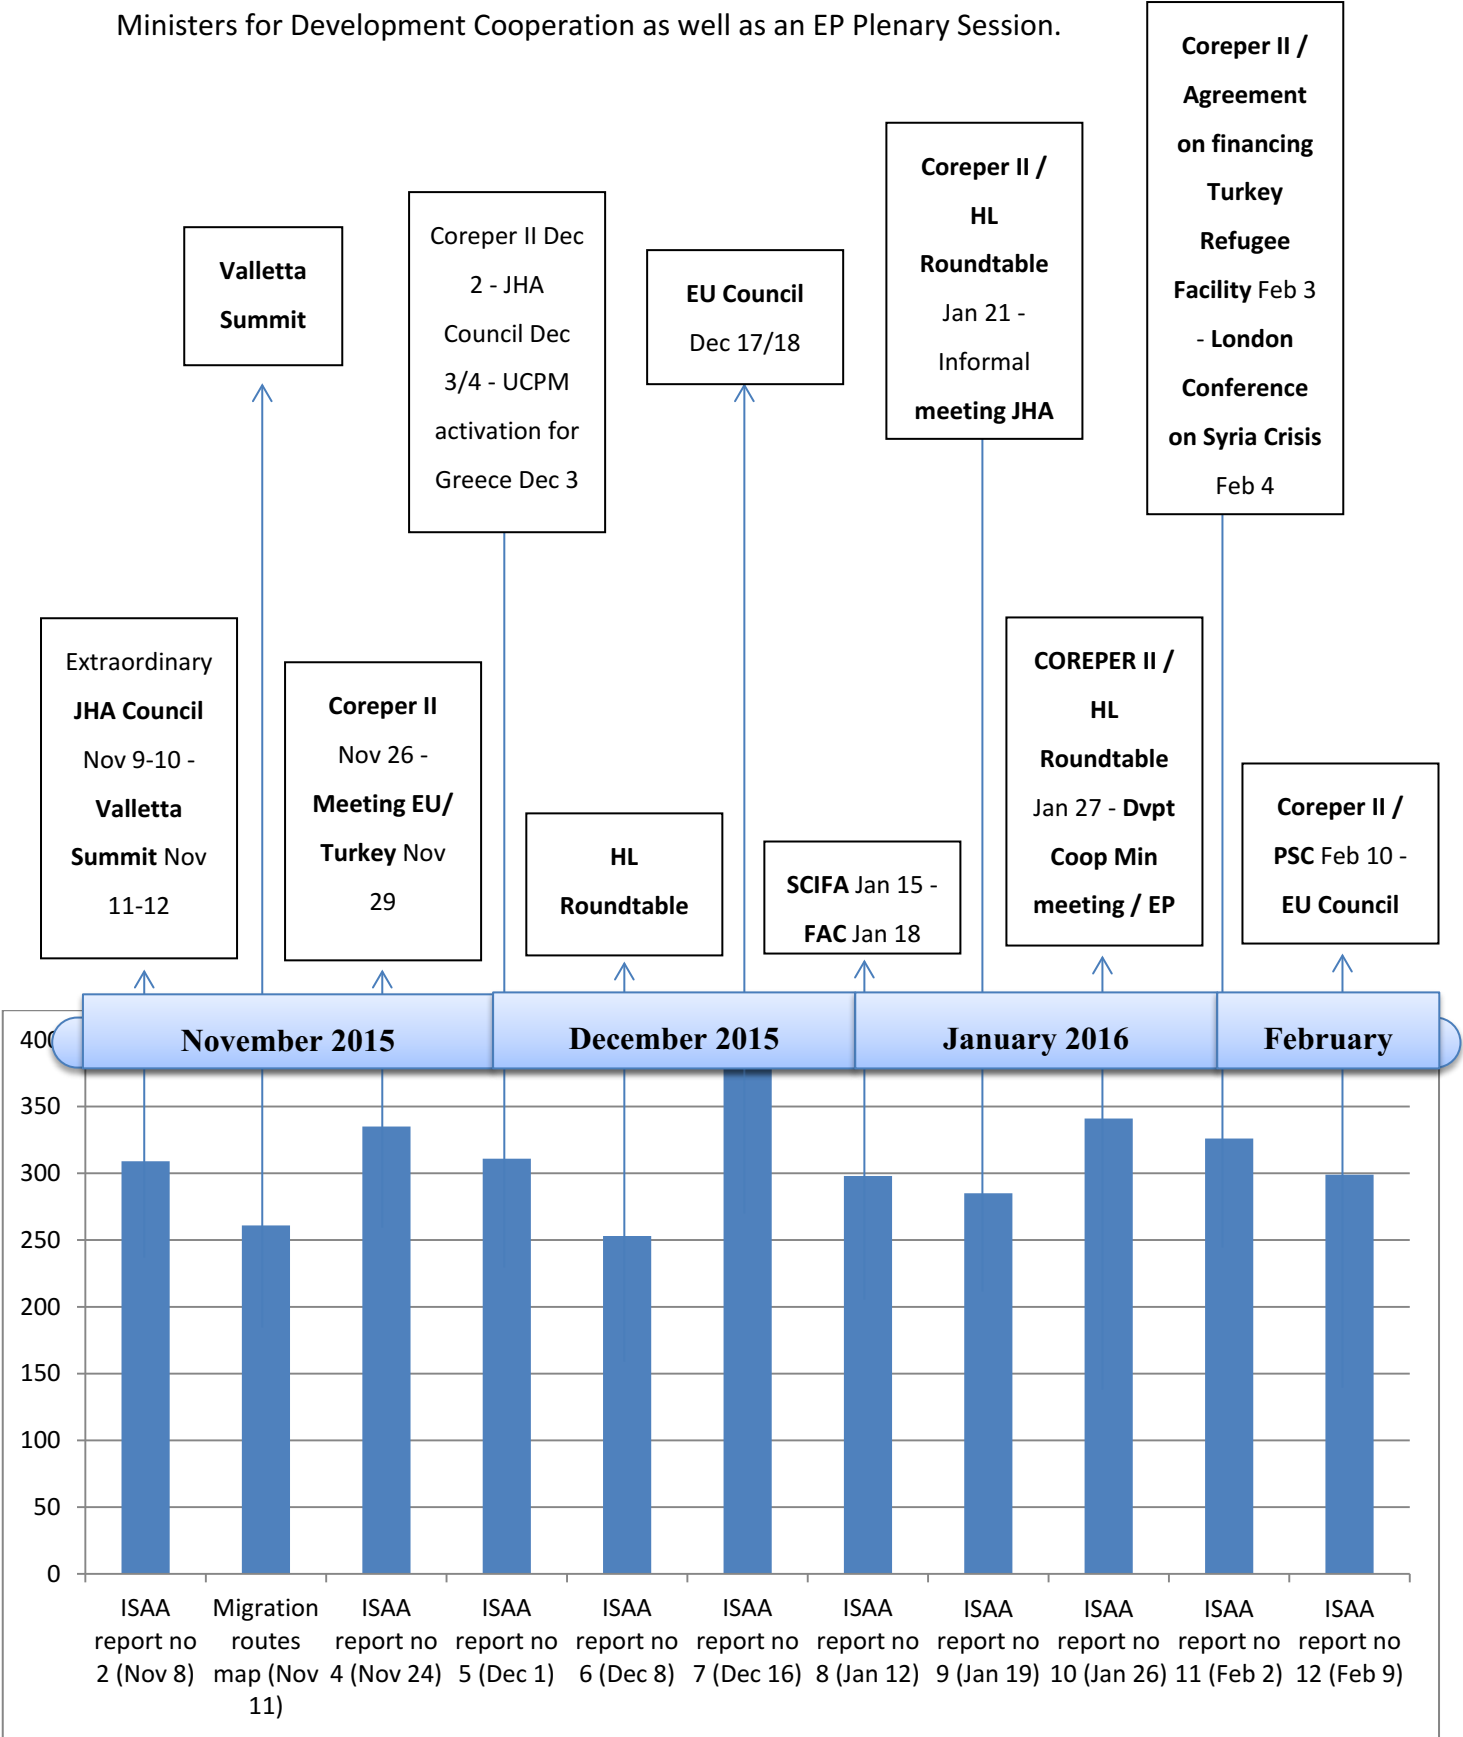 Ministers for Development Cooperation as well as an EP Plenary Session.
Coreper II /
Agreement
on financing
Turkey
Refugee
Facility Feb 3
- London
Conference
on Syria Crisis
Feb 4
Coreper II /
HL
Roundtable
Jan 21 -
Informal
meeting JHA
Coreper II Dec
2 - JHA
Council Dec
3/4 - UCPM
activation for
Greece Dec 3
Valletta
Summit
EU Council
Dec 17/18
Extraordinary
JHA Council
Nov 9-10 -
Valletta
Summit Nov
11-12
Coreper II
Nov 26 -
Meeting EU/
Turkey Nov
29
HL
Roundtable
SCIFA Jan 15 -
FAC Jan 18
COREPER II /
HL
Roundtable
Jan 27 - Dvpt
Coop Min
meeting / EP
Coreper II /
PSC Feb 10 -
EU Council
November 2015
December 2015
January 2016
February
400
350
300
250
200
150
100
50
0
ISAA
report no
2 (Nov 8)
Migration
routes
map (Nov
11)
ISAA
report no
4 (Nov 24)
ISAA
report no
5 (Dec 1)
ISAA
report no
6 (Dec 8)
ISAA
report no
7 (Dec 16)
ISAA
report no
8 (Jan 12)
ISAA
report no
9 (Jan 19)
ISAA
report no
10 (Jan 26)
ISAA
report no
11 (Feb 2)
ISAA
report no
12 (Feb 9)